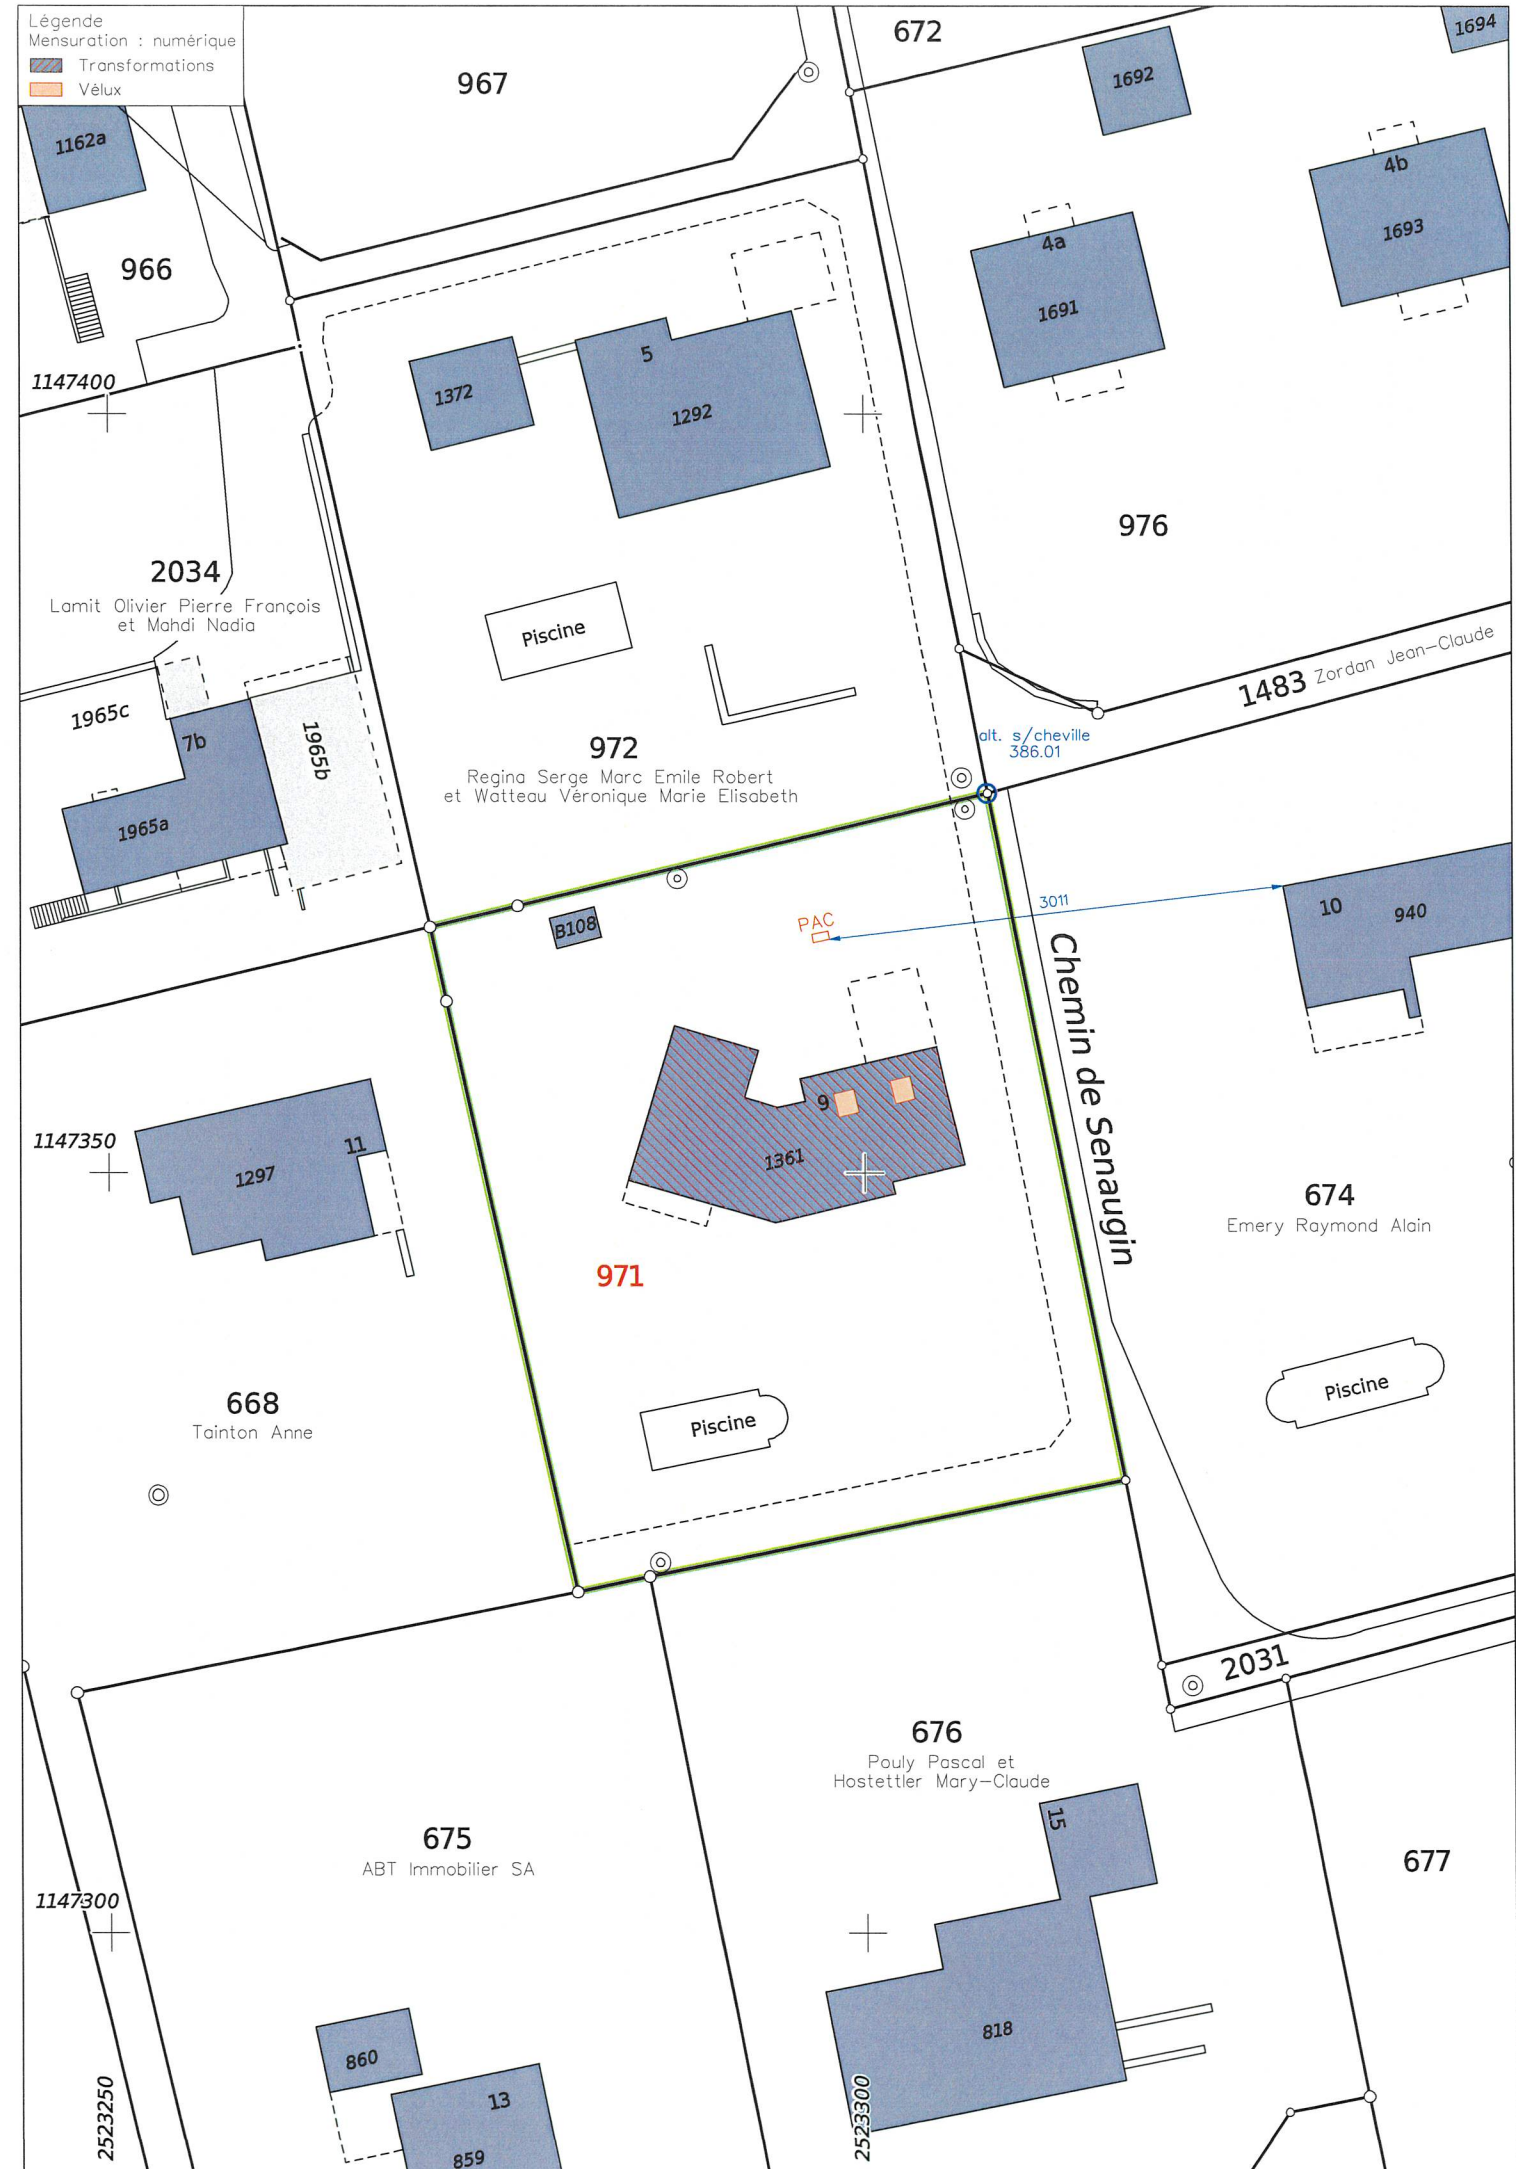 Légende
Mensuration : numérique
Transformations
Vélux
967
672
1692
1694
1162a
966
4b
1693
4a
1691
1147400
5
1372
1292
976
2034
Lamit Olivier Pierre François
et Mahdi Nadia
Piscine
1483 Zordan Jean-Claude
1965c
7b
1965b
1965a
alt. s/cheville
386.01
972
Regina Serge Marc Emile Robert
et Watteau Véronique Marie Elisabeth
B108
PAC
3011
10
940
Chemin de Senaugin
1147350
11
1297
9
1361
674
Emery Raymond Alain
971
668
Tainton Anne
Piscine
Piscine
2031
676
Pouly Pascal et
Hostettler Mary-Claude
15
675
ABT Immobilier SA
677
1147300
818
860
13
859
2523250
2523300